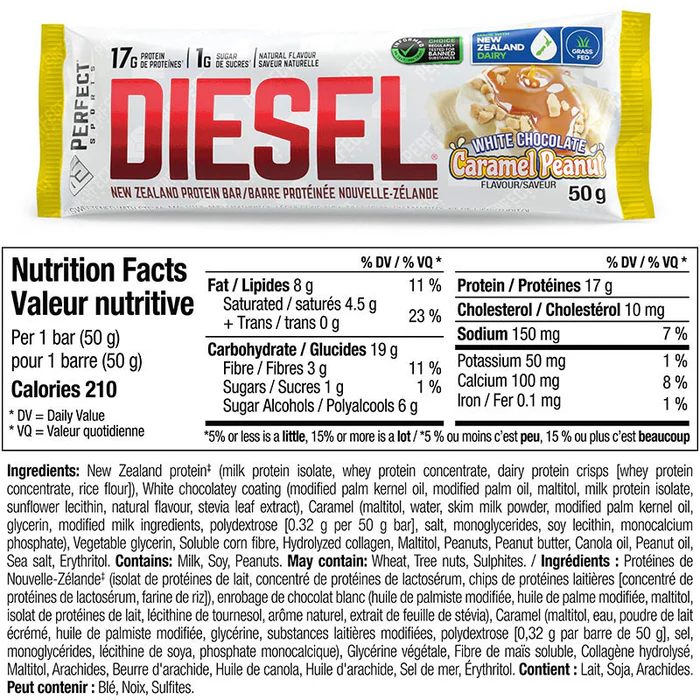 17G PROTEIN DE PROTÉINES* 1G SUGAR DE SUCRES* NATURAL FLAVOUR SAVEUR NATURELLE
INFORMED CHOICE REGULARLY TESTED FOR BANNED SUBSTANCES
MADE WITH NEW ZEALAND DAIRY
GRASS FED
PERFECT SPORTS
DIESEL®
WHITE CHOCOLATE
Caramel Peanut
FLAVOUR/SAVEUR
NEW ZEALAND PROTEIN BAR/BARRE PROTÉINÉE NOUVELLE-ZÉLANDE
50 g
Nutrition Facts
Valeur nutritive
Per 1 bar (50 g)
pour 1 barre (50 g)
Calories 210
* DV = Daily Value
* VQ = Valeur quotidienne
% DV / % VQ *
Fat / Lipides 8 g 11 %
Saturated / saturés 4.5 g
+ Trans / trans 0 g 23 %
Carbohydrate / Glucides 19 g
Fibre / Fibres 3 g 11 %
Sugars / Sucres 1 g 1 %
Sugar Alcohols / Polyalcools 6 g
% DV / % VQ *
Protein / Protéines 17 g
Cholesterol / Cholestérol 10 mg
Sodium 150 mg 7 %
Potassium 50 mg 1 %
Calcium 100 mg 8 %
Iron / Fer 0.1 mg 1 %
*5% or less is a little, 15% or more is a lot / *5 % ou moins c'est peu, 15 % ou plus c'est beaucoup
Ingredients: New Zealand protein‡ (milk protein isolate, whey protein concentrate, dairy protein crisps [whey protein
concentrate, rice flour]), White chocolatey coating (modified palm kernel oil, modified palm oil, maltitol, milk protein isolate,
sunflower lecithin, natural flavour, stevia leaf extract), Caramel (maltitol, water, skim milk powder, modified palm kernel oil,
glycerin, modified milk ingredients, polydextrose [0.32 g per 50 g bar], salt, monoglycerides, soy lecithin, monocalcium
phosphate), Vegetable glycerin, Soluble corn fibre, Hydrolyzed collagen, Maltitol, Peanuts, Peanut butter, Canola oil, Peanut oil,
Sea salt, Erythritol. Contains: Milk, Soy, Peanuts. May contain: Wheat, Tree nuts, Sulphites. / Ingrédients : Protéines de
Nouvelle-Zélande‡ (isolat de protéines de lait, concentré de protéines de lactosérum, chips de protéines laitières [concentré de
protéines de lactosérum, farine de riz]), enrobage de chocolat blanc (huile de palmiste modifiée, huile de palme modifiée, maltitol,
isolat de protéines de lait, lécithine de tournesol, arôme naturel, extrait de feuille de stévia), Caramel (maltitol, eau, poudre de lait
écrémé, huile de palmiste modifiée, glycérine, substances laitières modifiées, polydextrose [0,32 g par barre de 50 g], sel,
monoglycérides, lécithine de soya, phosphate monocalcique), Glycérine végétale, Fibre de maïs soluble, Collagène hydrolysé,
Maltitol, Arachides, Beurre d'arachide, Huile de canola, Huile d'arachide, Sel de mer, Érythritol. Contient : Lait, Soja, Arachides.
Peut contenir : Blé, Noix, Sulfites.